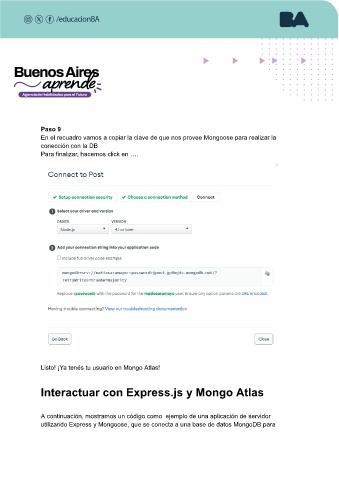 /educacionBA
BA
Buenos Aires
aprende
Agencia de Habilidades para el Futuro
Paso 9
En el recuadro vamos a copiar la clave de que nos provee Mongoose para realizar la
conección con la DB
Para finalizar, hacemos click en ….
Connect to Post
Setup connection security
Choose a connection method
Connect
1 Select your driver and version
DRIVER
VERSION
Node.js
4.1 or later
2 Add your connection string into your application code
Include full driver code example
retryWrites=true&w=majority
Replace <password> with the password for the user. Ensure any option params are URL encoded.
Having trouble connecting? View our troubleshooting documentation
Go Back
Close
Listo! ¡Ya tenés tu usuario en Mongo Atlas!
Interactuar con Express.js y Mongo Atlas
A continuación, mostramos un código como ejemplo de una aplicación de servidor
utilizando Express y Mongoose, que se conecta a una base de datos MongoDB para